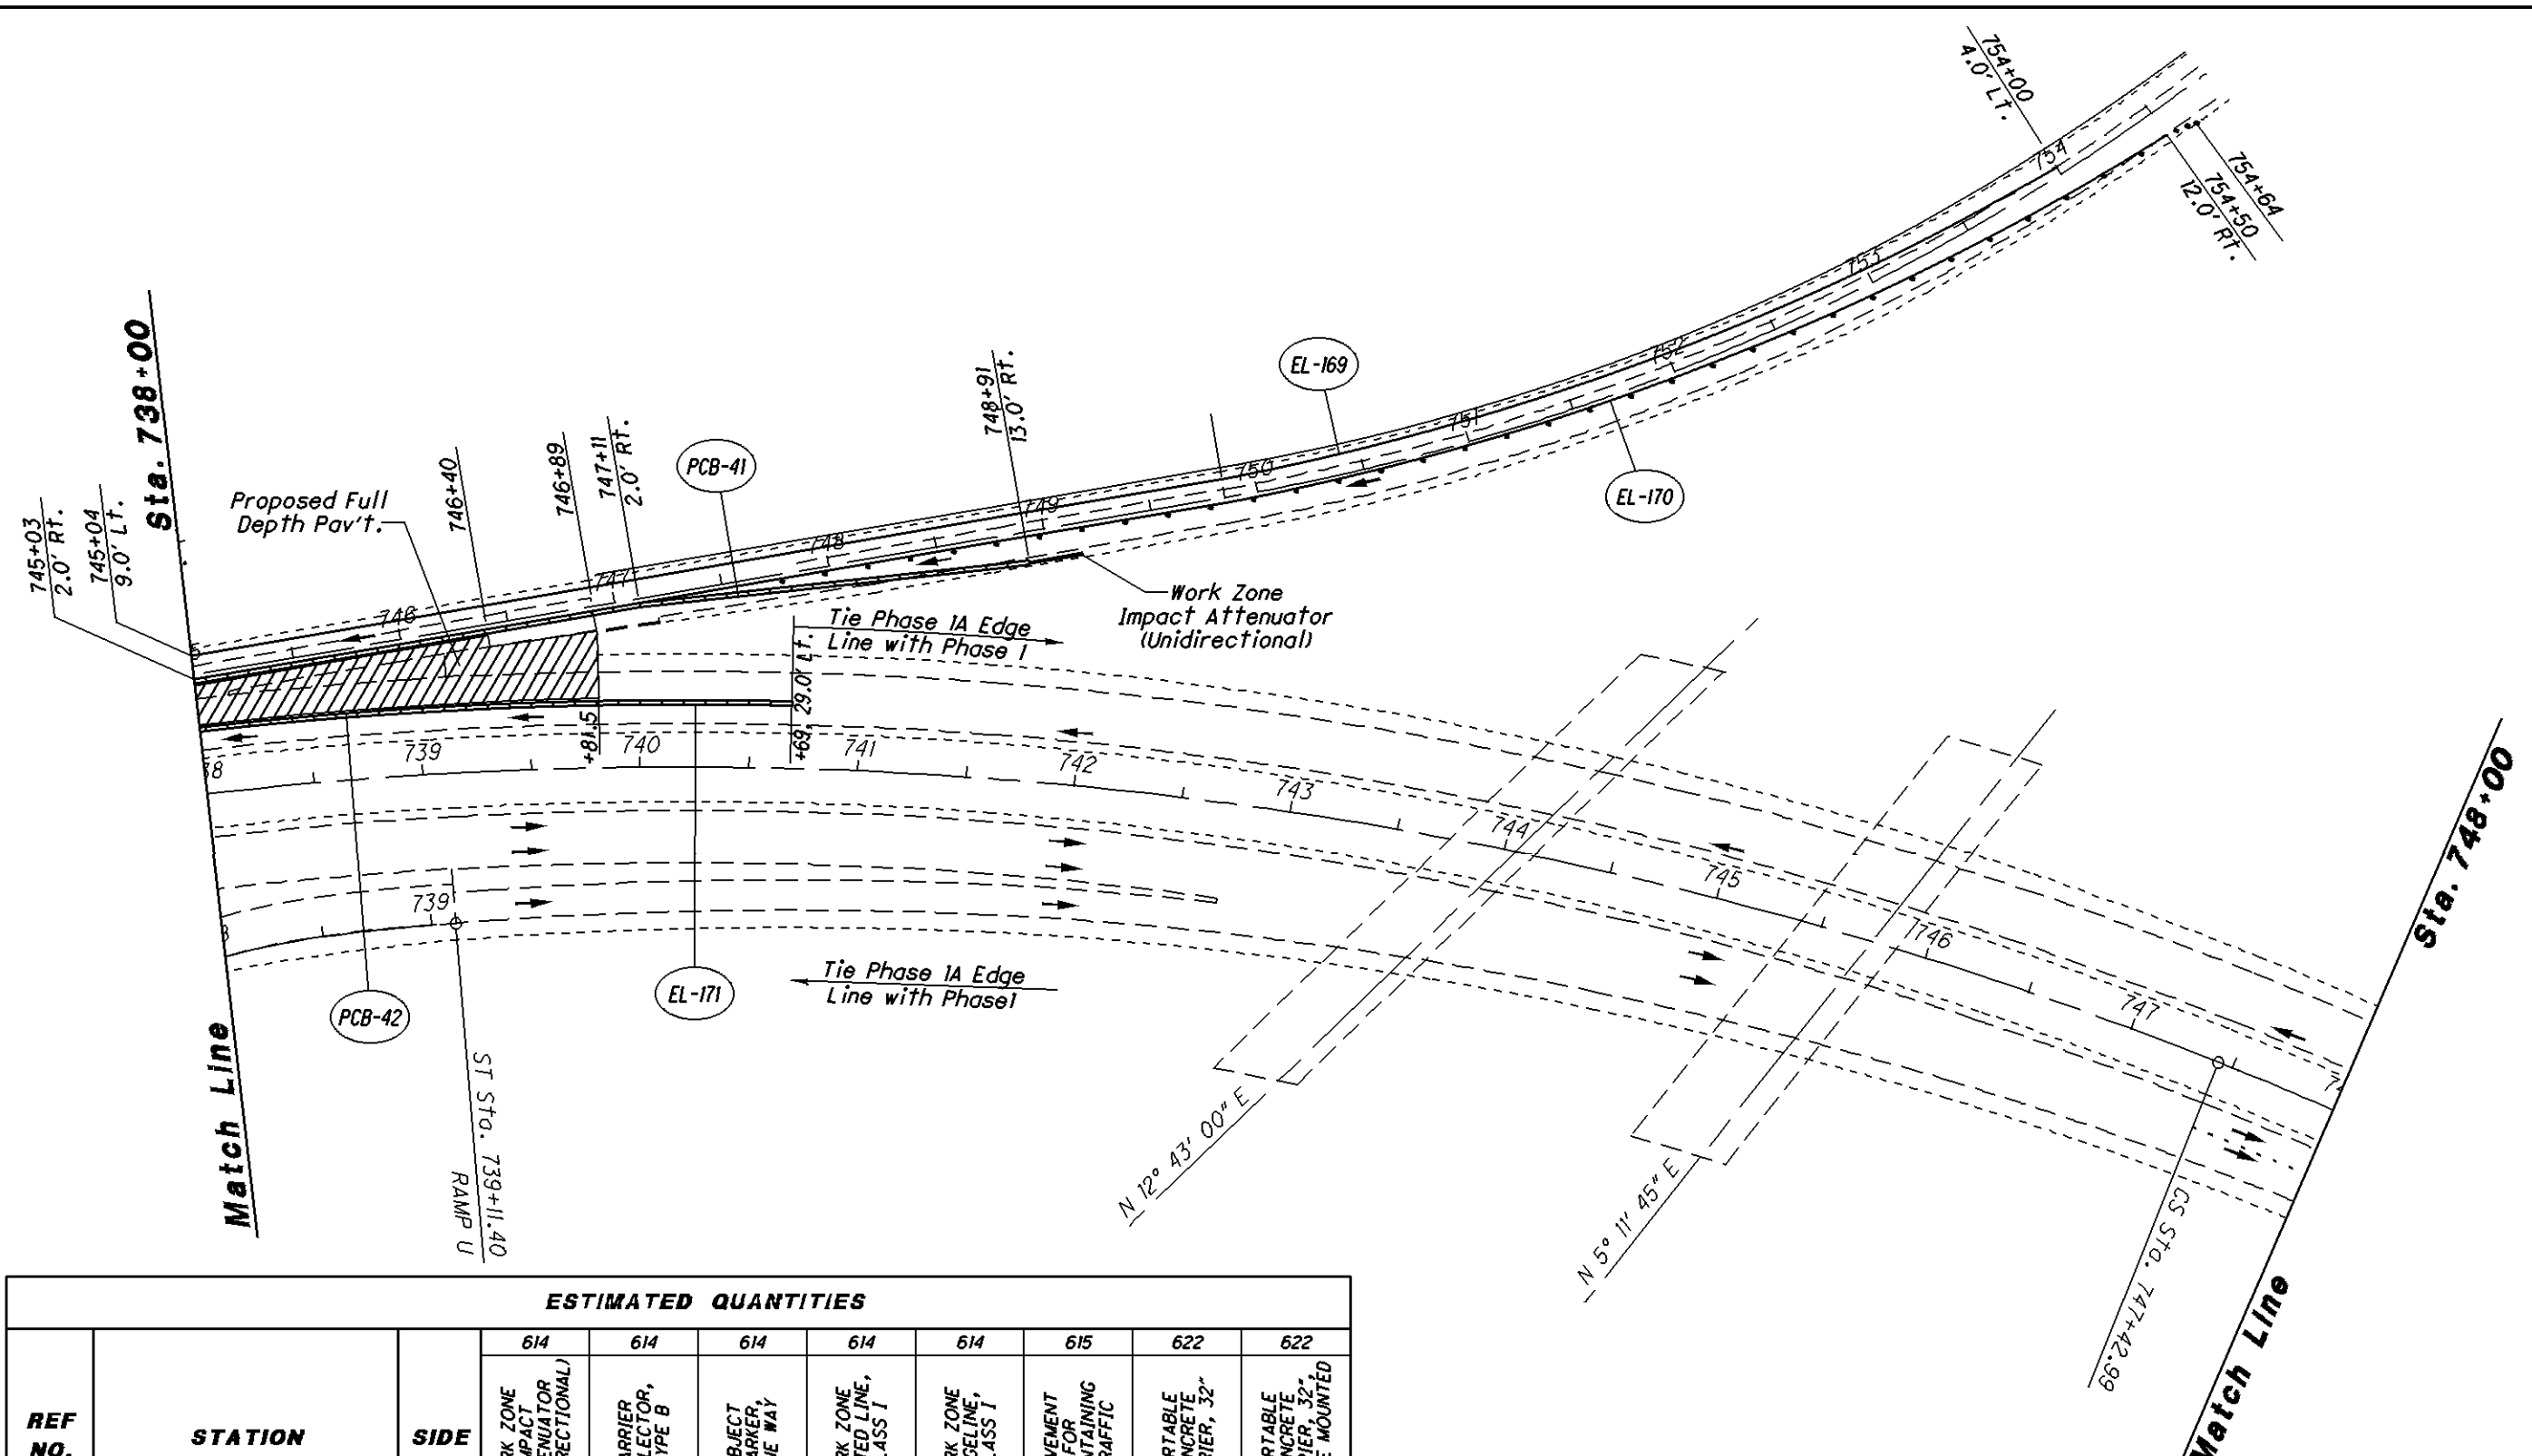 754+00
4.0' Lt.
754+64
754+50
12.0' Rt.
754
753
752
751
750
749
748
747
746
EL-169
EL-170
748+91
13.0' Rt.
PCB-41
747+11
2.0' Rt.
746+89
746+40
Sta. 738+00
Proposed Full
Depth Pav't.
745+04
9.0' Lt.
745+03
2.0' Rt.
Work Zone
Impact Attenuator
(Unidirectional)
Tie Phase 1A Edge
Line with Phase 1
+69, 29.0' Lt.
+81.5
38
739
740
741
742
743
744
745
746
747
Sta. 748+00
739
EL-171
PCB-42
Tie Phase 1A Edge
Line with Phase1
Match Line
ST Sta. 739+11.40
RAMP U
N 12° 43' 00" E
N 5° 11' 45" E
CS Sta. 747+42.99
Match Line
ESTIMATED QUANTITIES
614 614 614 614 614 615 622 622
REF
NO.
STATION
SIDE